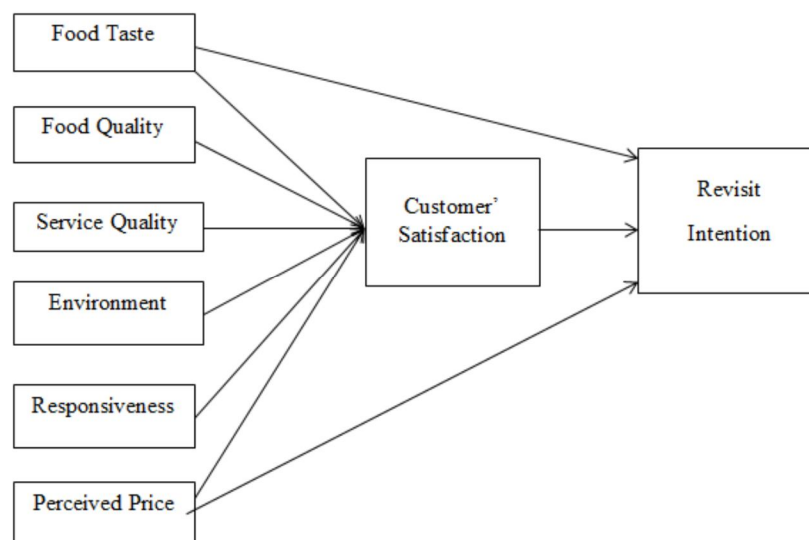 Food Taste
Food Quality
Service Quality
Environment
Responsiveness
Perceived Price
Customer’
Satisfaction
Revisit
Intention